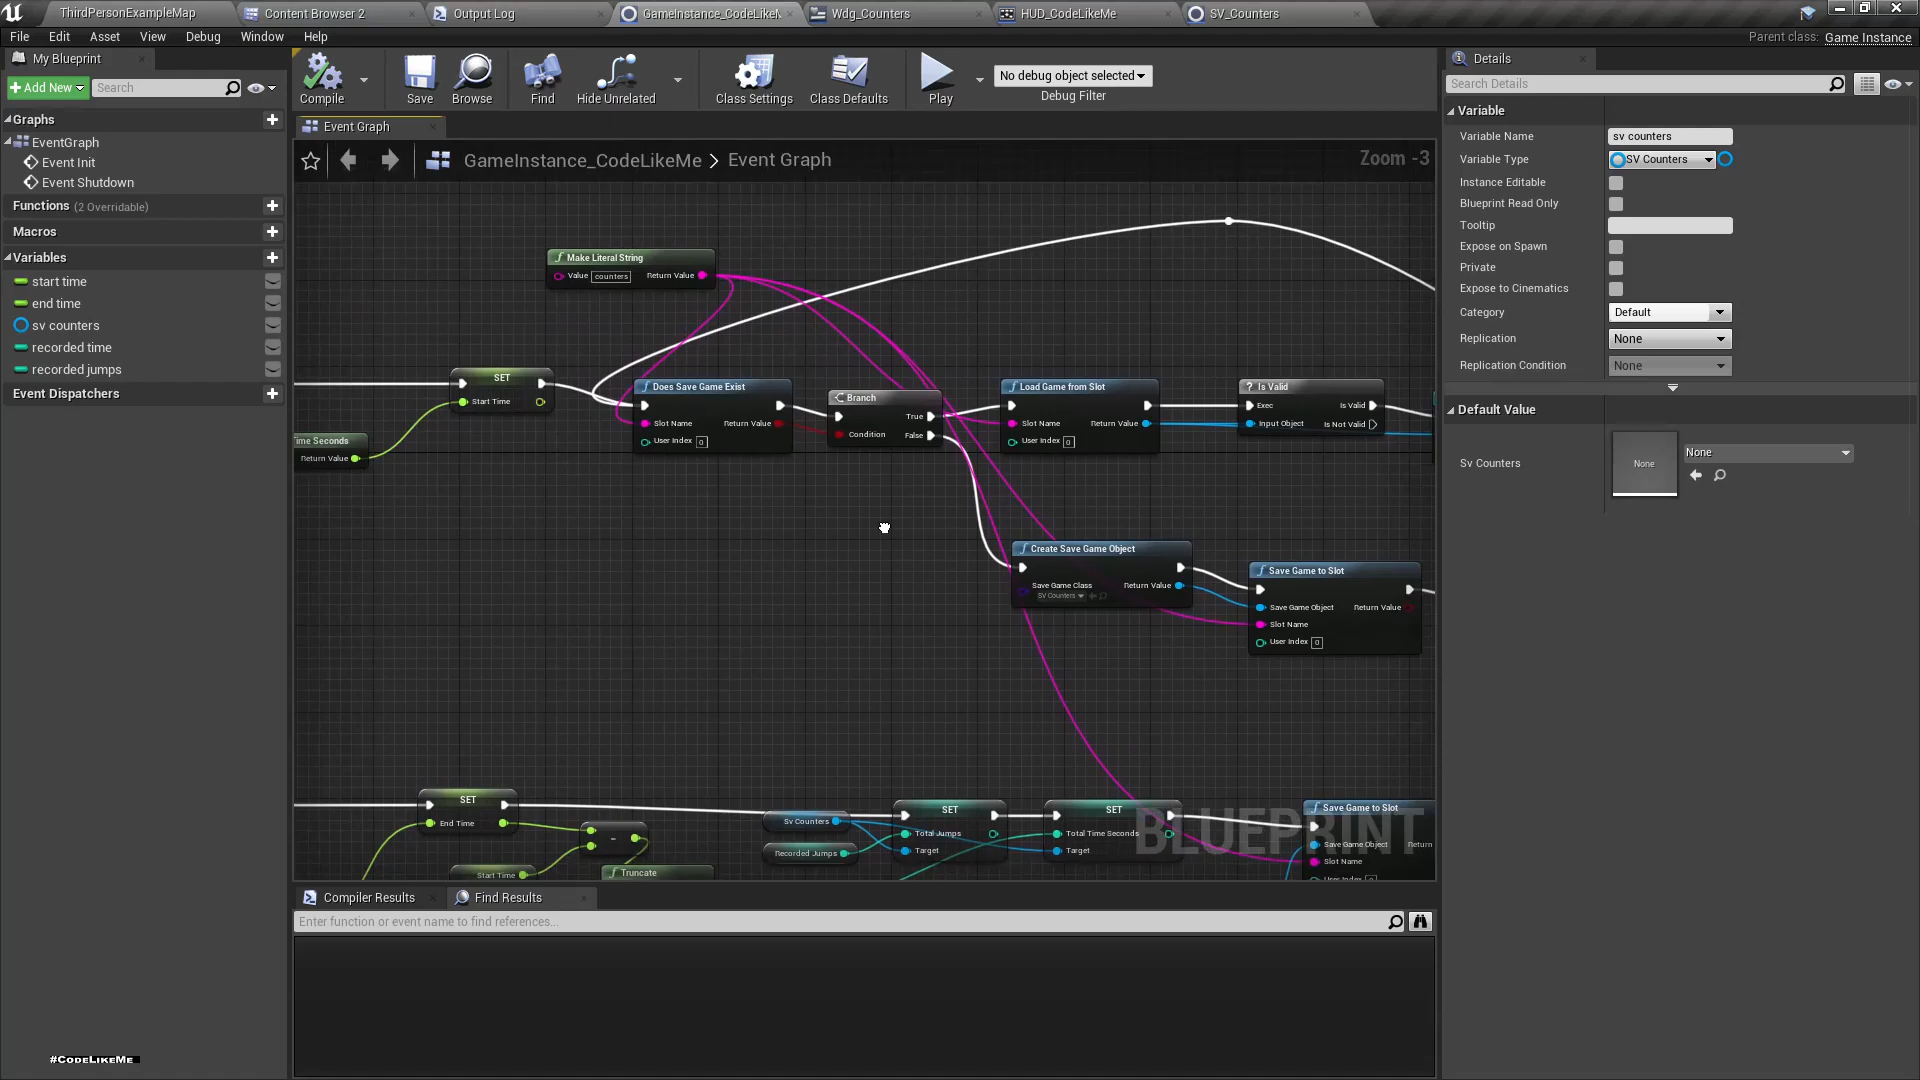 ThirdPersonExampleMap
Content Browser 2
Output Log
GameInstance_CodeLikeM
Wdg_Counters
HUD_CodeLikeMe
SV_Counters
File Edit Asset View Debug Window Help
Parent class: Game Instance
My Blueprint
Add New
Search
Compile
Save
Browse
Find
Hide Unrelated
Class Settings
Class Defaults
Play
No debug object selected
Debug Filter
Details
Search Details
Graphs
EventGraph
Event Init
Event Shutdown
Functions (2 Overridable)
Macros
Variables
start time
end time
sv counters
recorded time
recorded jumps
Event Dispatchers
Event Graph
GameInstance_CodeLikeMe > Event Graph
Zoom -3
Make Literal String
Value counters Return Value
SET
Start Time
Time Seconds
Return Value
Does Save Game Exist
Slot Name Return Value
User Index 0
Branch
True
Condition False
Load Game from Slot
Slot Name Return Value
User Index 0
? Is Valid
Exec Is Valid
Input Object Is Not Valid
Create Save Game Object
Save Game Class Return Value
SV Counters
Save Game to Slot
Save Game Object Return Value
Slot Name
User Index 0
SET
End Time
-
Start Time
Truncate
Sv Counters
Recorded Jumps
SET
Total Jumps
Target
SET
Total Time Seconds
Target
BLUEPRINT
Save Game to Slot
Save Game Object Return
Slot Name
User Index 0
Variable
Variable Name sv counters
Variable Type SV Counters
Instance Editable
Blueprint Read Only
Tooltip
Expose on Spawn
Private
Expose to Cinematics
Category Default
Replication None
Replication Condition None
Default Value
Sv Counters None None
Compiler Results
Find Results
Enter function or event name to find references...
#CodeLikeMe